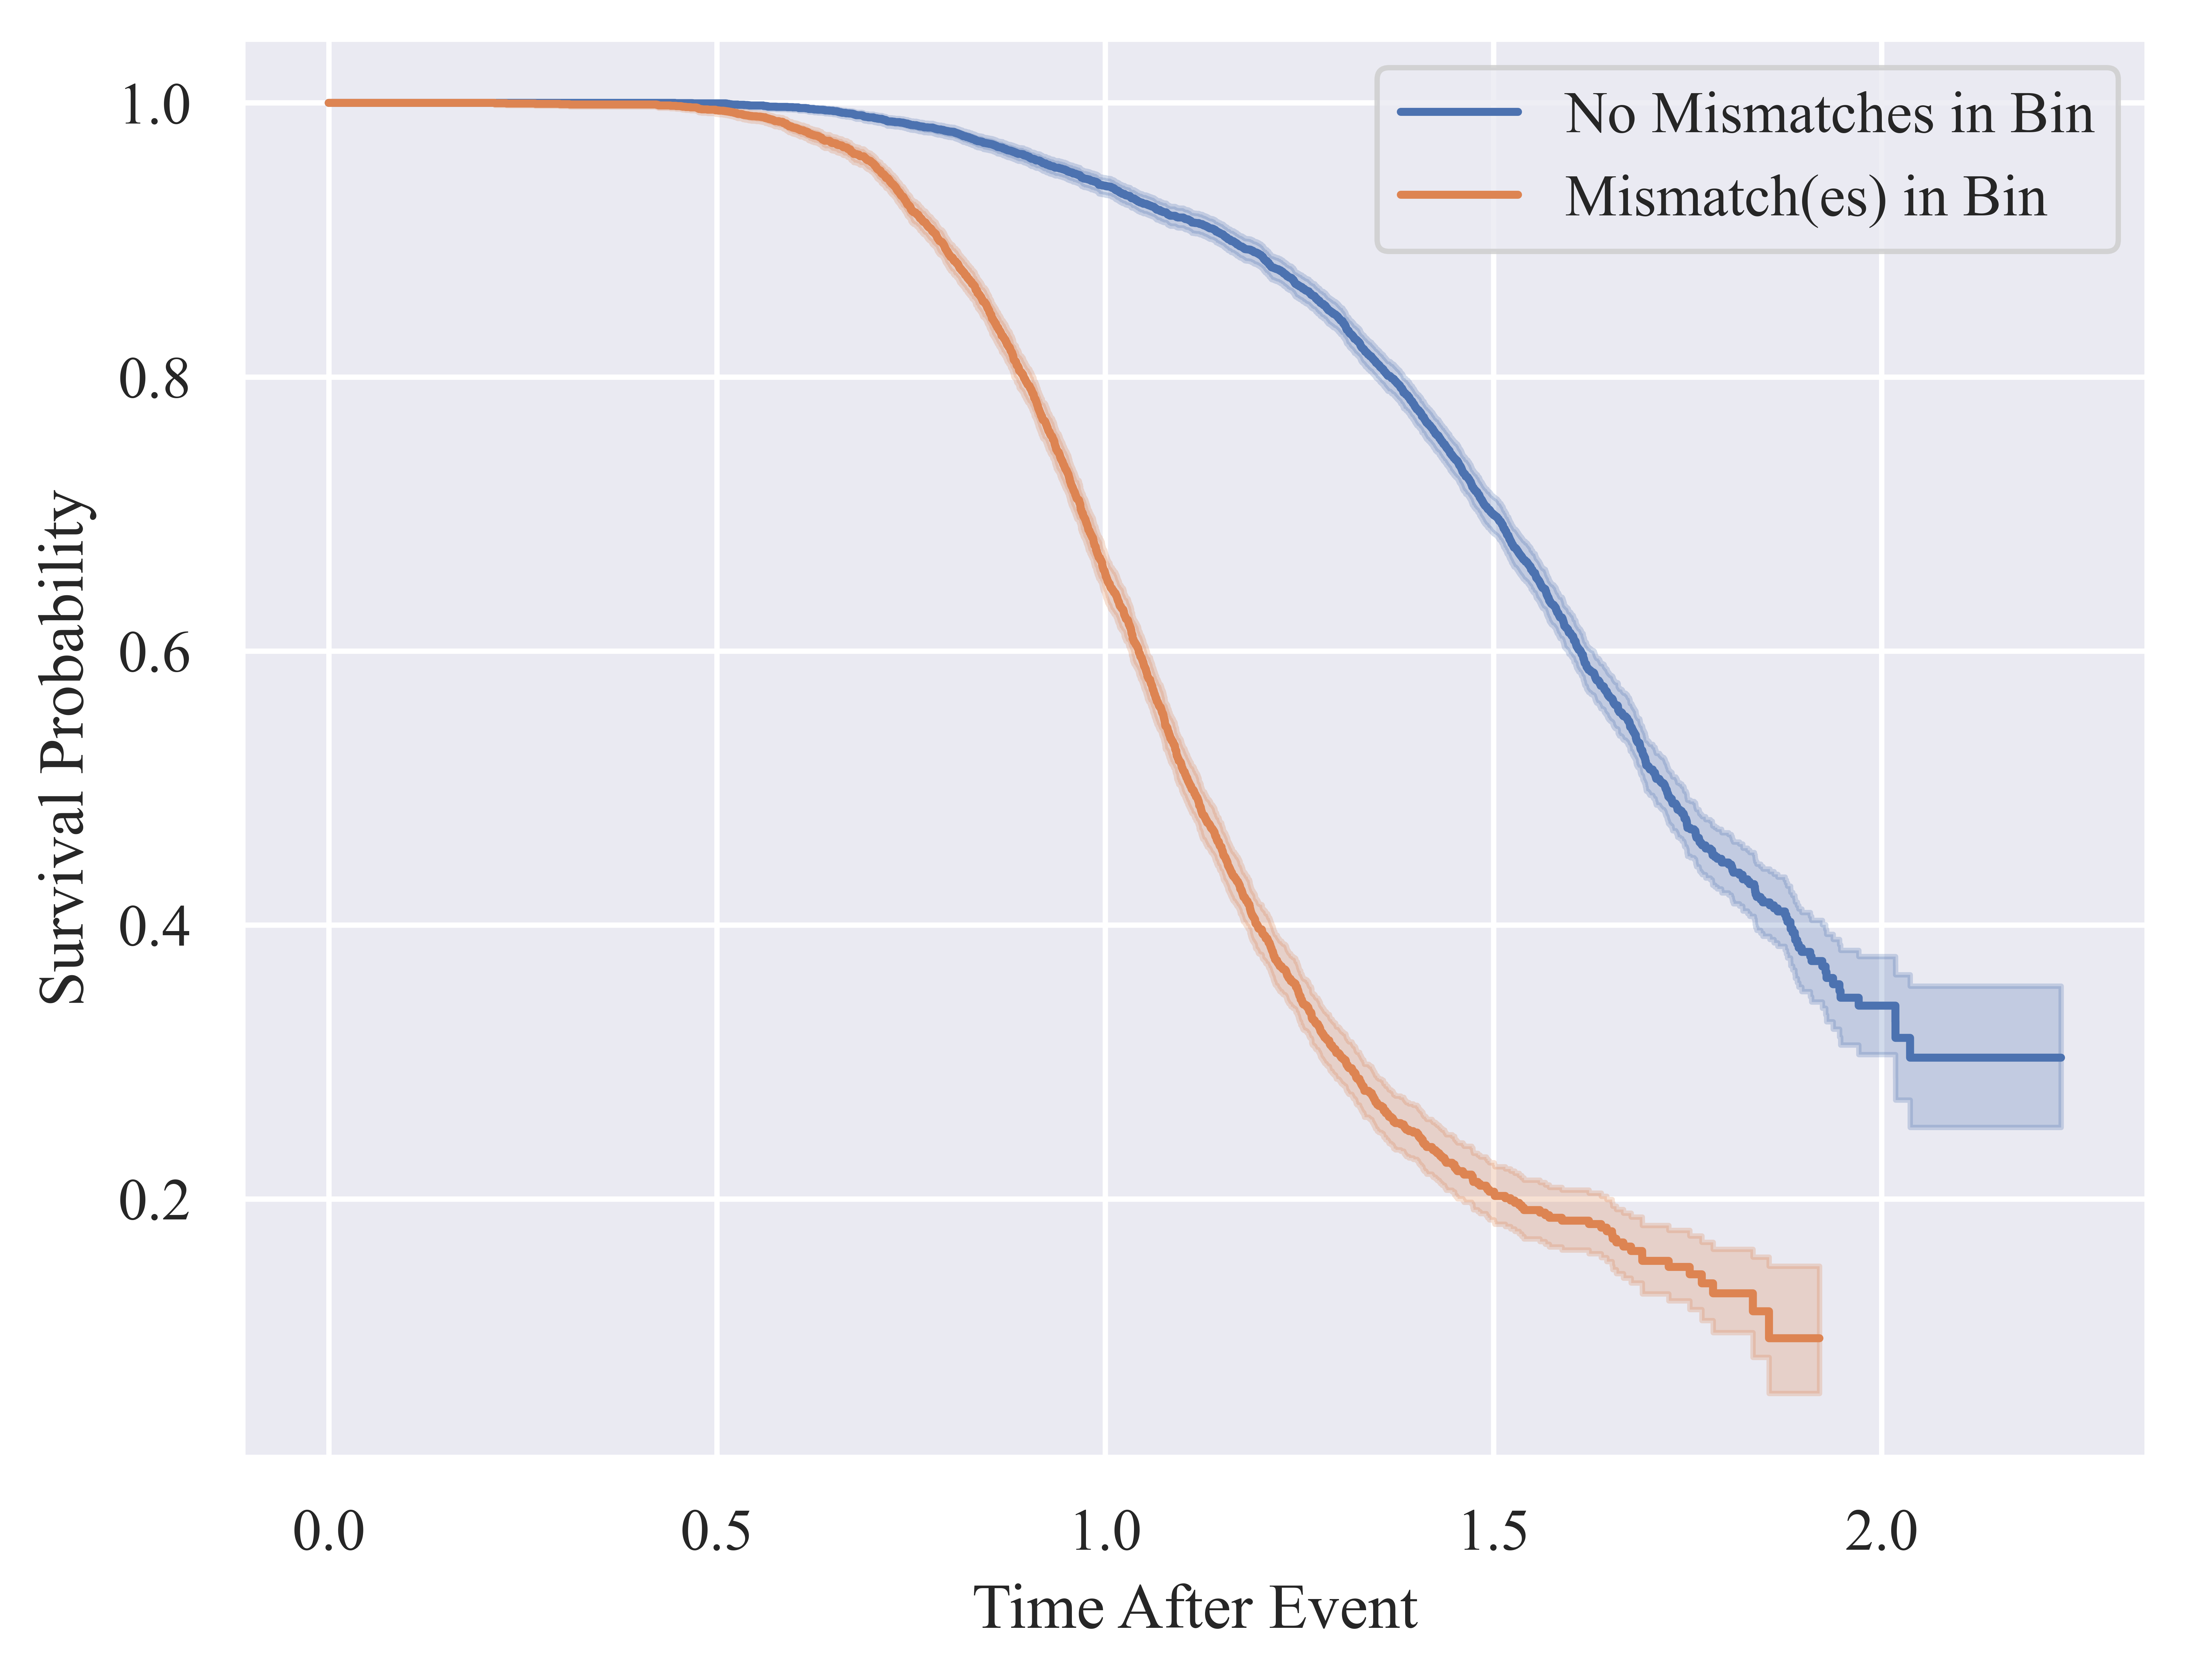 No Mismatches in Bin
Mismatch(es) in Bin
1.0
0.8
0.6
0.4
0.2
Survival Probability
0.0 0.5 1.0 1.5 2.0
Time After Event